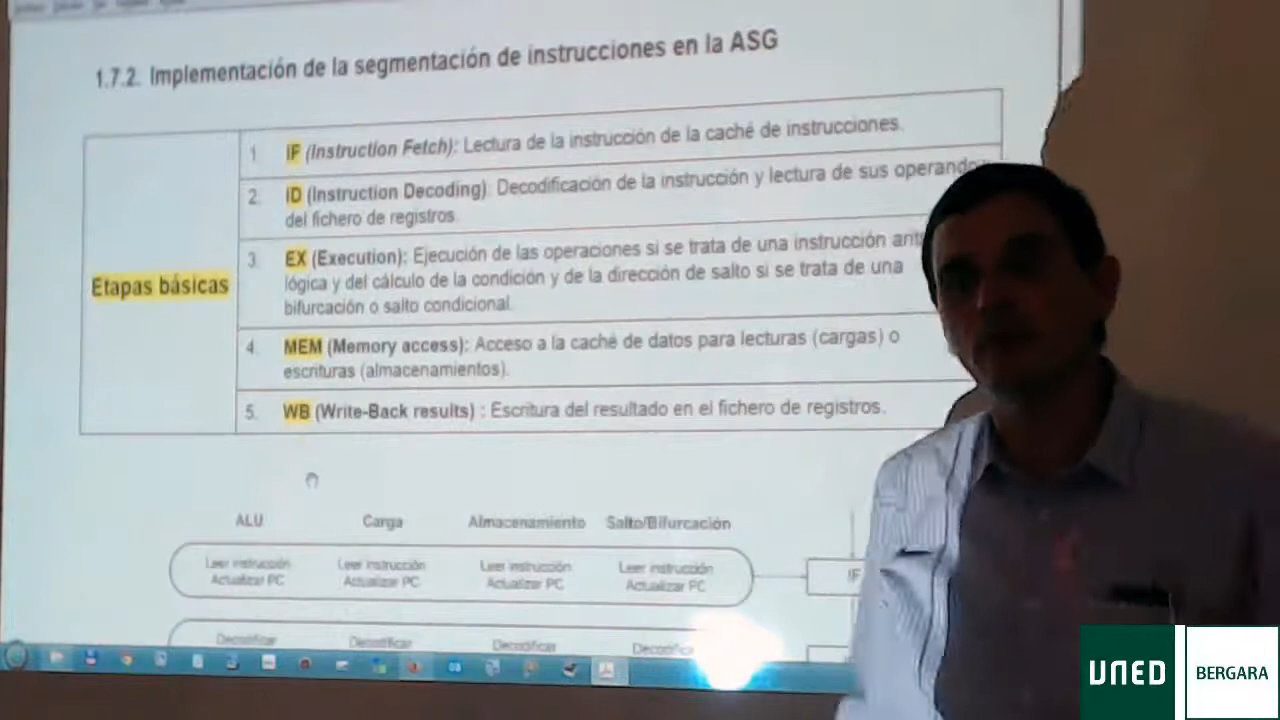 1.7.2. Implementación de la segmentación de instrucciones en la ASG
Etapas básicas
1. IF (Instruction Fetch): Lectura de la instrucción de la caché de instrucciones.
2. ID (Instruction Decoding): Decodificación de la instrucción y lectura de sus
del fichero de registros.
3. EX (Execution): Ejecución de las operaciones si se trata de una instrucción
lógica y del cálculo de la condición y de la dirección de salto si se trata de una
bifurcación o salto condicional.
4. MEM (Memory access): Acceso a la caché de datos para lecturas (cargas) o
escrituras (almacenamientos).
5. WB (Write-Back results) : Escritura del resultado en el fichero de registros.
ALU Carga Almacenamiento Salto/Bifurcación
Leer instrucción Leer instrucción Leer instrucción Leer instrucción
Actualizar PC Actualizar PC Actualizar PC Actualizar PC
IF
Decodificar Decodificar Decodificar
UNED
BERGARA